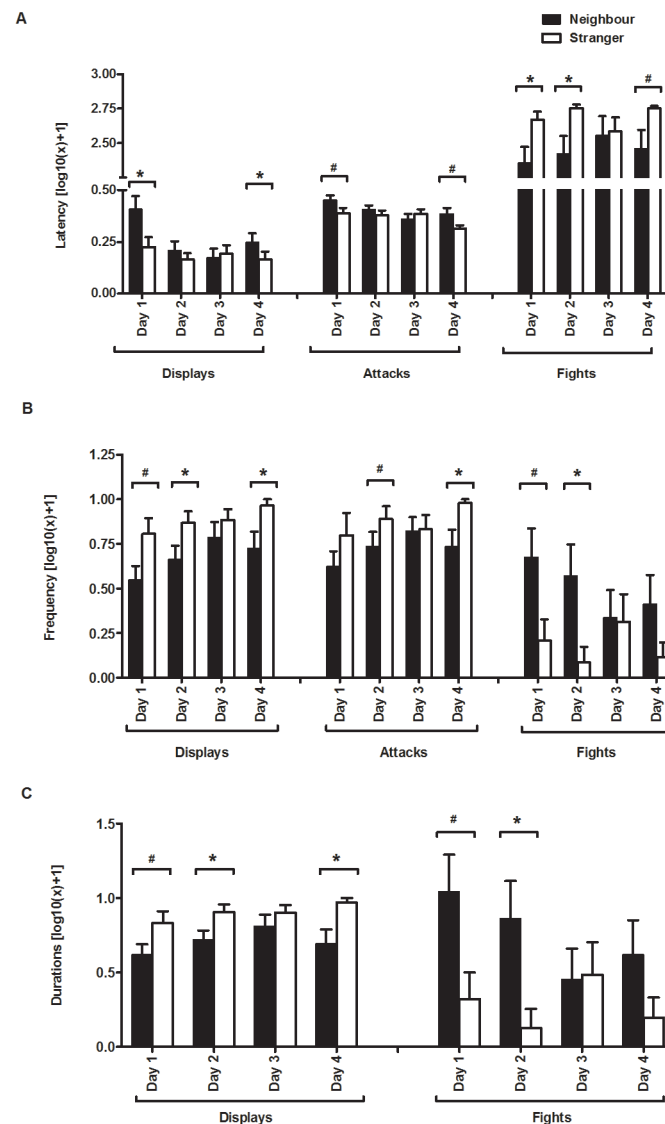 A
Neighbour
Stranger
Latency [log10(x)+1]
3.00
2.75
2.50
0.50
0.25
0.00
* * # # * * #
Day 1 Day 2 Day 3 Day 4 Day 1 Day 2 Day 3 Day 4 Day 1 Day 2 Day 3 Day 4
Displays Attacks Fights
B
Frequency [log10(x)+1]
1.25
1.00
0.75
0.50
0.25
0.00
# * * # * # *
Day 1 Day 2 Day 3 Day 4 Day 1 Day 2 Day 3 Day 4 Day 1 Day 2 Day 3 Day 4
Displays Attacks Fights
C
Durations [log10(x)+1]
1.5
1.0
0.5
0.0
# * * # *
Day 1 Day 2 Day 3 Day 4 Day 1 Day 2 Day 3 Day 4
Displays Fights